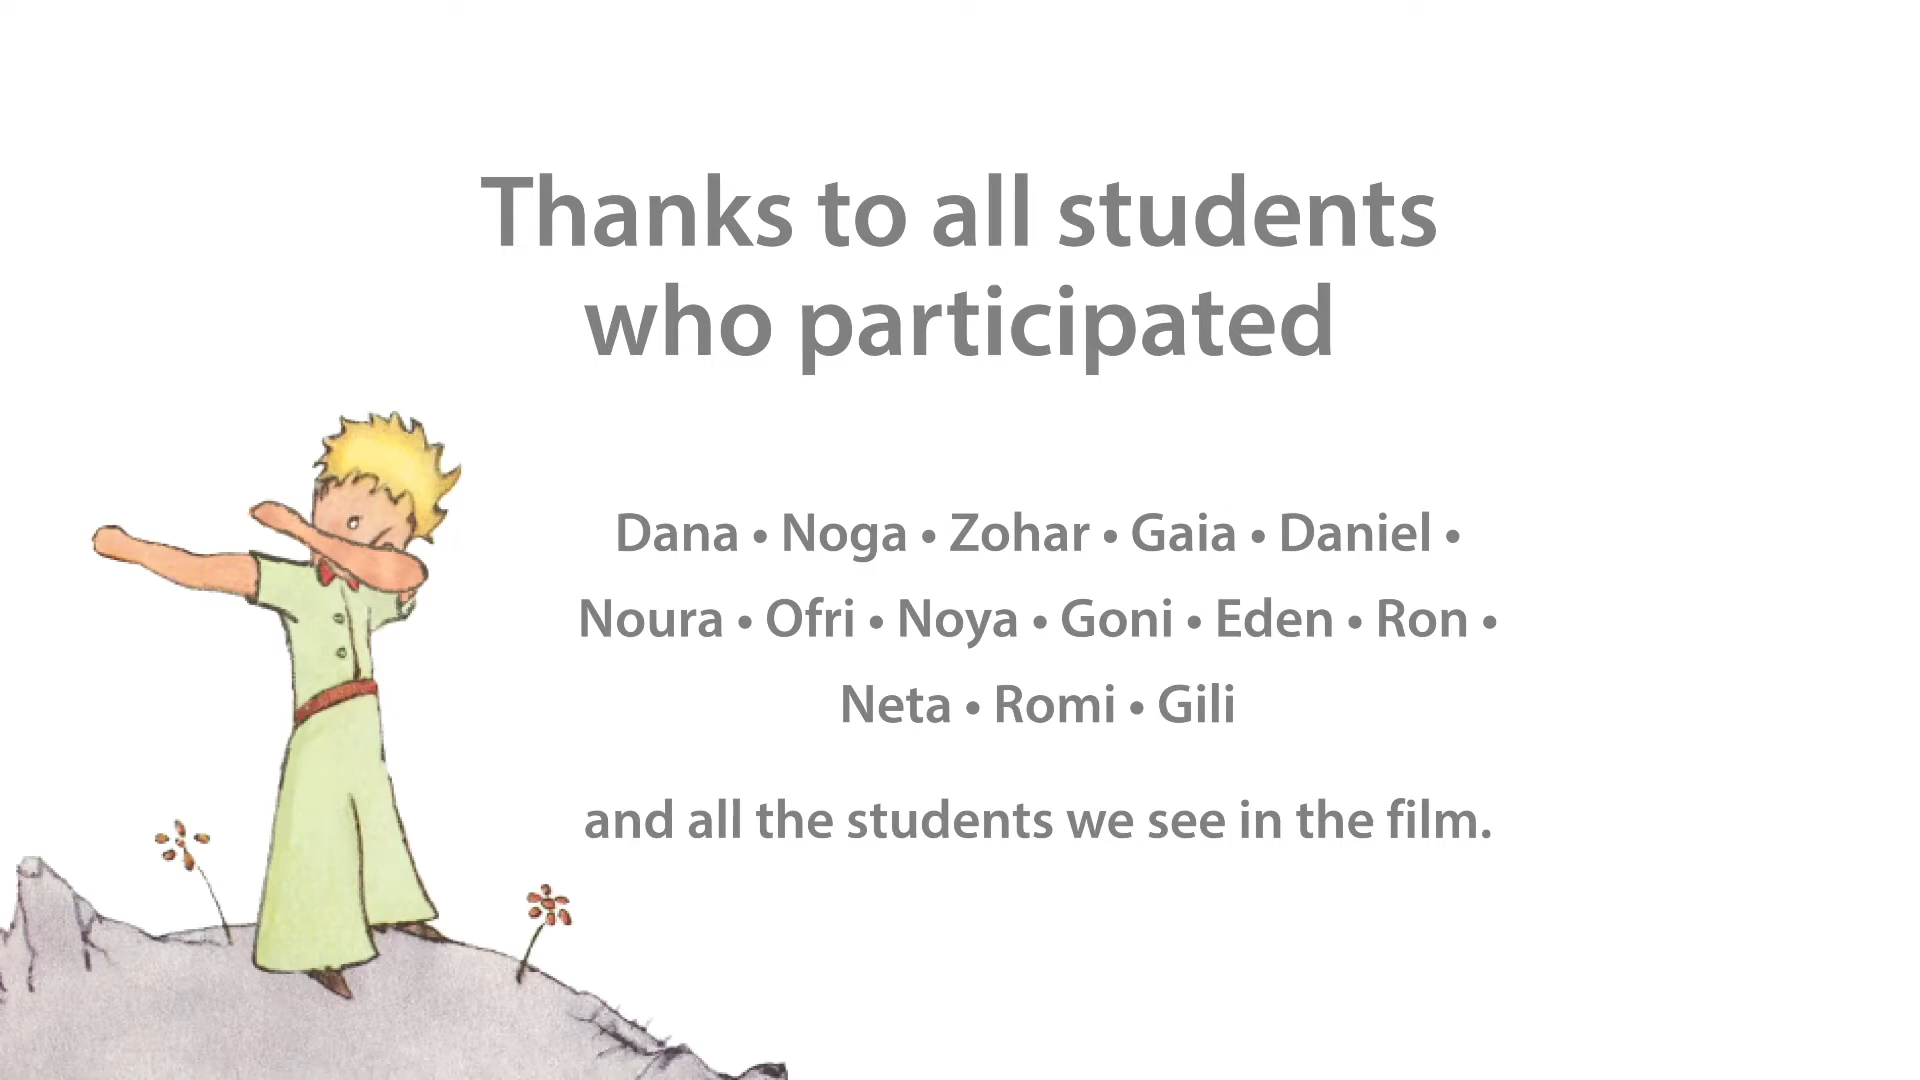 Thanks to all students
who participated
Dana • Noga • Zohar • Gaia • Daniel •
Noura • Ofri • Noya • Goni • Eden • Ron •
Neta • Romi • Gili
and all the students we see in the film.